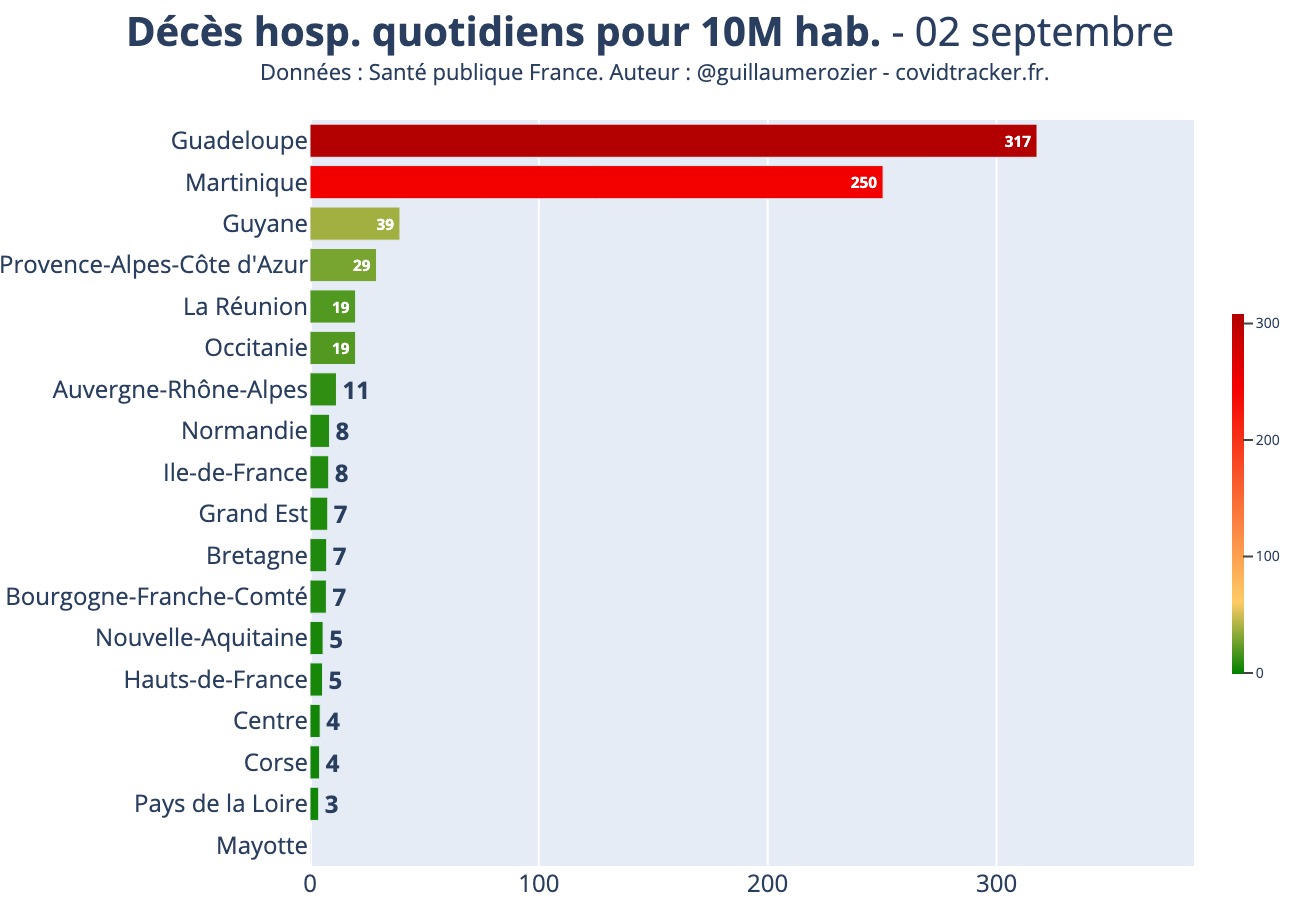 Décès hosp. quotidiens pour 10M hab. - 02 septembre
Données : Santé publique France. Auteur : @guillaumerozier - covidtracker.fr.
Guadeloupe 317
Martinique 250
Guyane 39
Provence-Alpes-Côte d'Azur 29
La Réunion 19
Occitanie 19
Auvergne-Rhône-Alpes 11
Normandie 8
Ile-de-France 8
Grand Est 7
Bretagne 7
Bourgogne-Franche-Comté 7
Nouvelle-Aquitaine 5
Hauts-de-France 5
Centre 4
Corse 4
Pays de la Loire 3
Mayotte
0 100 200 300
300
200
100
0